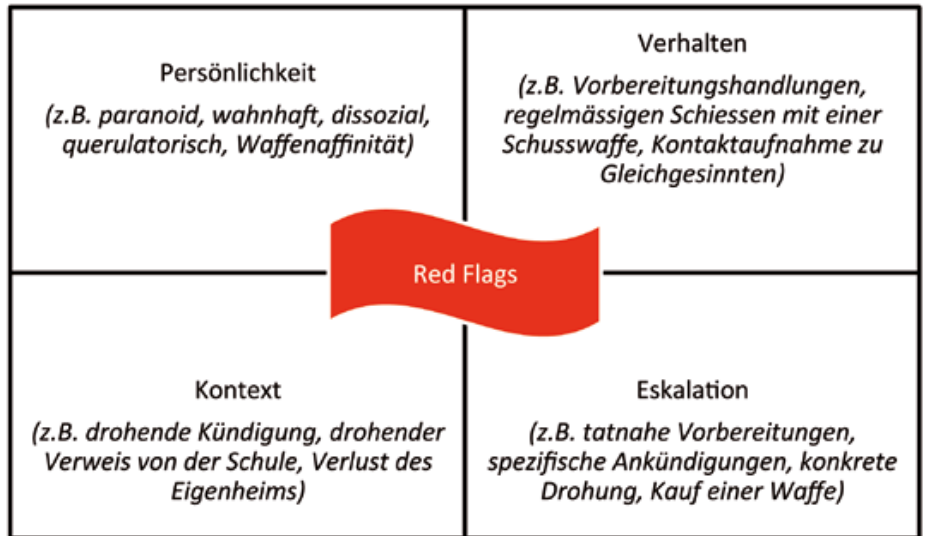 Persönlichkeit
(z.B. paranoid, wahnhaft, dissozial,
querulatorisch, Waffenaffinität)
Verhalten
(z.B. Vorbereitungshandlungen,
regelmässigen Schiessen mit einer
Schusswaffe, Kontaktaufnahme zu
Gleichgesinnten)
Red Flags
Kontext
(z.B. drohende Kündigung, drohender
Verweis von der Schule, Verlust des
Eigenheims)
Eskalation
(z.B. tatnahe Vorbereitungen,
spezifische Ankündigungen, konkrete
Drohung, Kauf einer Waffe)